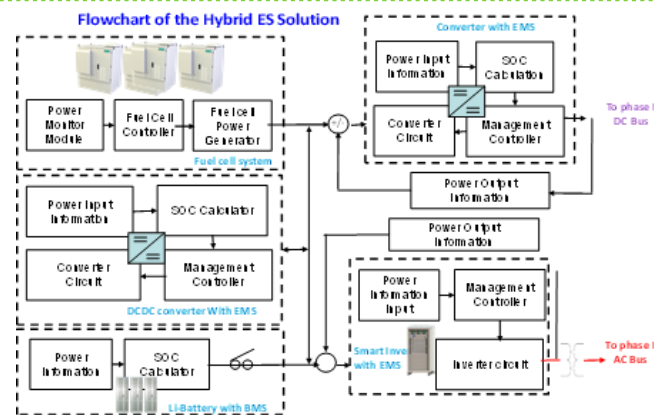 Flowchart of the Hybrid ES Solution
Converter with EMS
Power Input
Information
SOC
Calculation
Converter
Circuit
Management
Controller
To phase I
DC Bus
Power
Monitor
Module
Fuel Cell
Controller
Fuel cell
Power
Generator
Fuel cell system
+/-
Power Output
Information
Power Output
Information
Power Input
Information
SOC Calculator
Converter
Circuit
Management
Controller
DCDC converter With EMS
Power
Information
Input
Management
Controller
Smart Inver
with EMS
Inverter circuit
To phase I
AC Bus
Power
Information
SOC
Calculator
Li-Battery with BMS